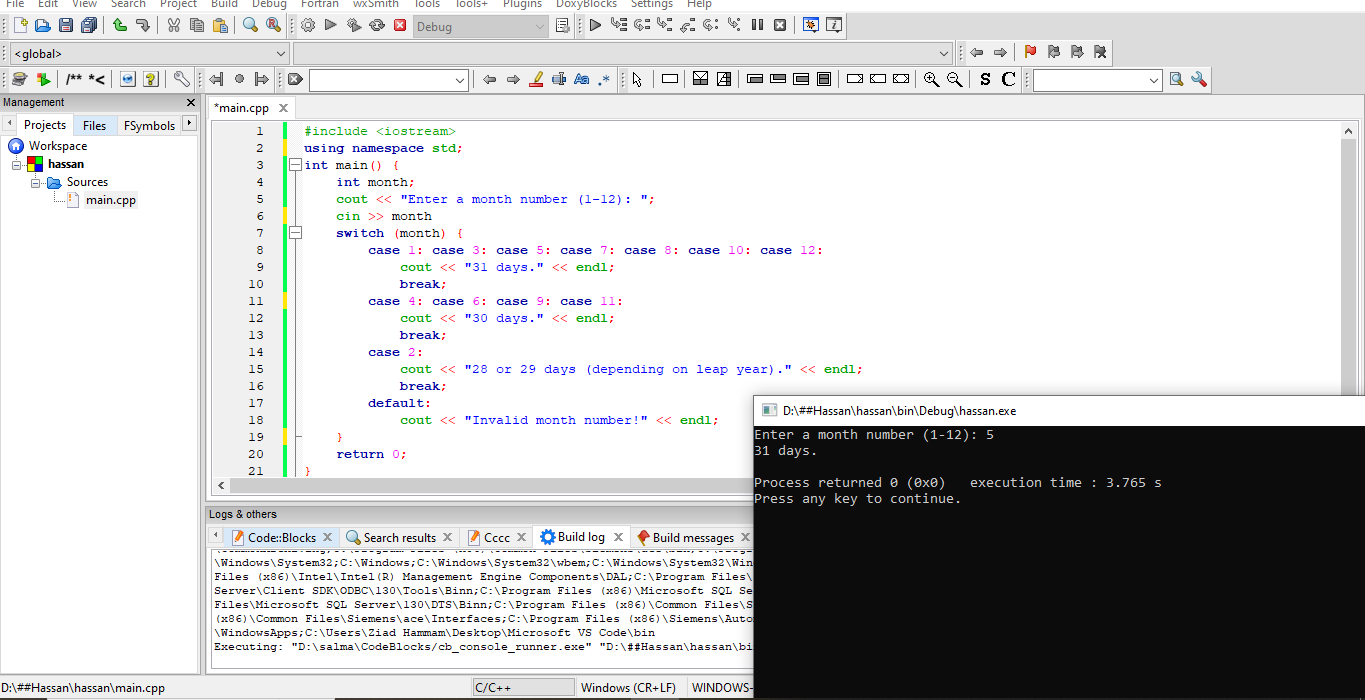 File Edit View Search Project Build Debug Fortran wxSmith Tools Tools+ Plugins DoxyBlocks Settings Help
Debug
<global>
/** *<
Aa .* S C
Management
*main.cpp
Projects Files FSymbols
Workspace
hassan
Sources
main.cpp
1 #include <iostream>
2 using namespace std;
3 int main() {
4 int month;
5 cout << "Enter a month number (1-12): ";
6 cin >> month
7 switch (month) {
8 case 1: case 3: case 5: case 7: case 8: case 10: case 12:
9 cout << "31 days." << endl;
10 break;
11 case 4: case 6: case 9: case 11:
12 cout << "30 days." << endl;
13 break;
14 case 2:
15 cout << "28 or 29 days (depending on leap year)." << endl;
16 break;
17 default:
18 cout << "Invalid month number!" << endl;
19 }
20 return 0;
21 }
D:\##Hassan\hassan\bin\Debug\hassan.exe
Enter a month number (1-12): 5
31 days.
Process returned 0 (0x0) execution time : 3.765 s
Press any key to continue.
Logs & others
Code::Blocks Search results Cccc Build log Build messages
\Windows\System32;C:\Windows;C:\Windows\System32\wbem;C:\Windows\System32\Win
Files (x86)\Intel\Intel(R) Management Engine Components\DAL;C:\Program Files\
Server\Client SDK\ODBC\130\Tools\Binn;C:\Program Files (x86)\Microsoft SQL Se
Files\Microsoft SQL Server\130\DTS\Binn;C:\Program Files (x86)\Common Files\S
(x86)\Common Files\Siemens\ace\Interfaces;C:\Program Files (x86)\Siemens\Auto
\WindowsApps;C:\Users\Ziad Hammam\Desktop\Microsoft VS Code\bin
Executing: "D:\salma\CodeBlocks/cb_console_runner.exe" "D:\##Hassan\hassan\bi
D:\##Hassan\hassan\main.cpp C/C++ Windows (CR+LF) WINDOWS-